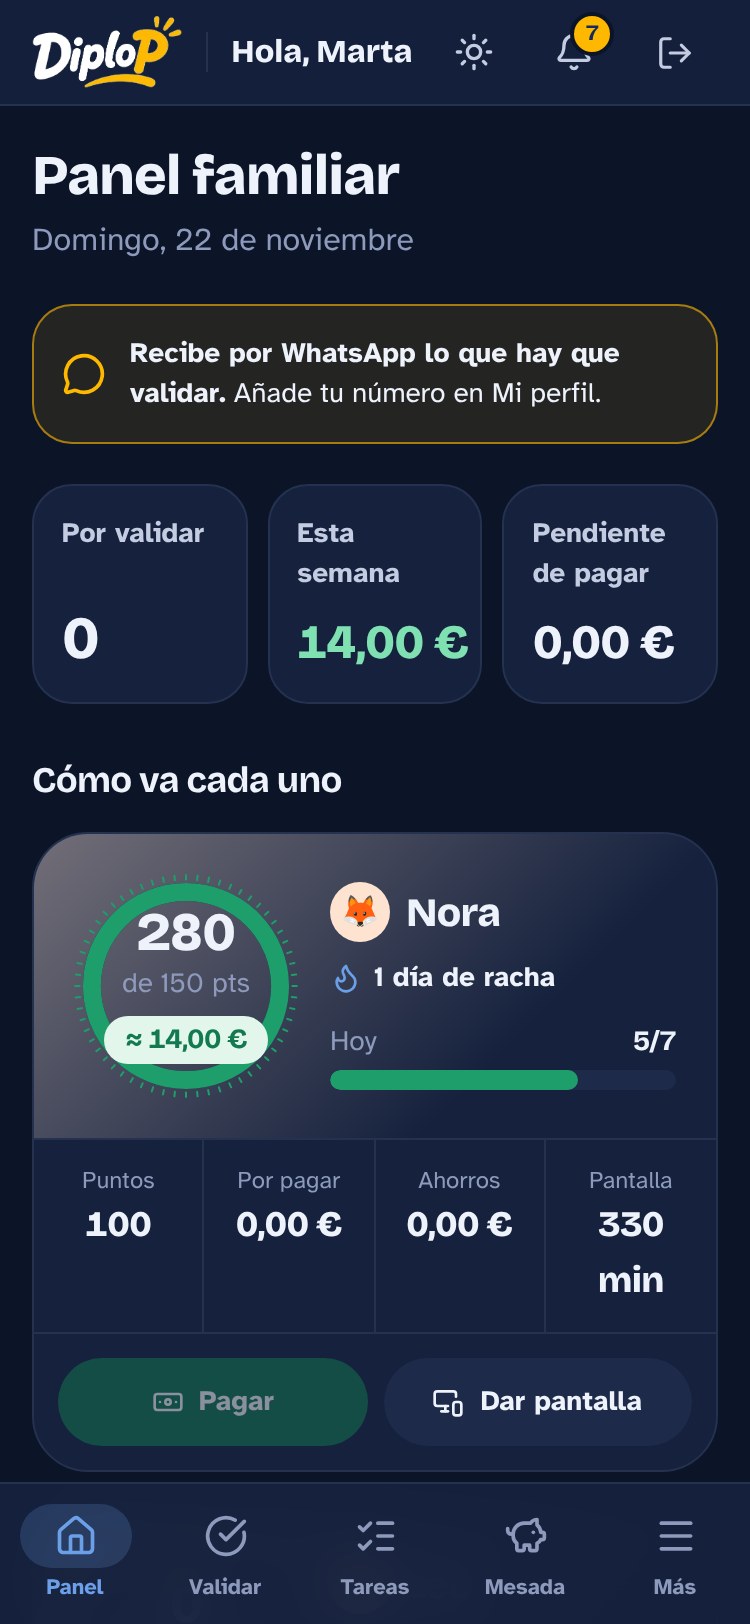 DiploP
Hola, Marta
7
Panel familiar
Domingo, 22 de noviembre
Recibe por WhatsApp lo que hay que
validar. Añade tu número en Mi perfil.
Por validar
0
Esta
semana
14,00 €
Pendiente
de pagar
0,00 €
Cómo va cada uno
280
de 150 pts
≈ 14,00 €
Nora
1 día de racha
Hoy 5/7
Puntos
100
Por pagar
0,00 €
Ahorros
0,00 €
Pantalla
330
min
Pagar
Dar pantalla
Panel
Validar
Tareas
Mesada
Más